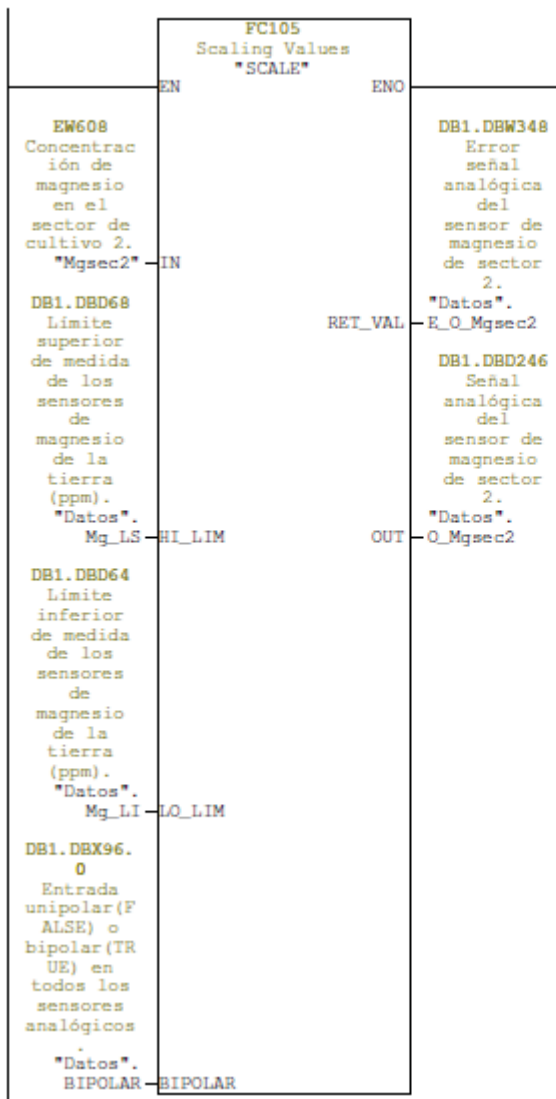 FC105
Scaling Values
"SCALE"
EN ENO
EW608
Concentrac
ión de
magnesio
en el
sector de
cultivo 2.
"Mgsec2" IN
DB1.DBD68
Límite
superior
de medida
de los
sensores
de
magnesio
de la
tierra
(ppm).
"Datos".
Mg_LS HI_LIM
DB1.DBD64
Límite
inferior
de medida
de los
sensores
de
magnesio
de la
tierra
(ppm).
"Datos".
Mg_LI LO_LIM
DB1.DBX96.
0
Entrada
unipolar(F
ALSE) o
bipolar(TR
UE) en
todos los
sensores
analógicos
.
"Datos".
BIPOLAR BIPOLAR
DB1.DBW348
Error
señal
analógica
del
sensor de
magnesio
de sector
2.
"Datos".
RET_VAL E_O_Mgsec2
DB1.DBD246
Señal
analógica
del
sensor de
magnesio
de sector
2.
"Datos".
OUT O_Mgsec2